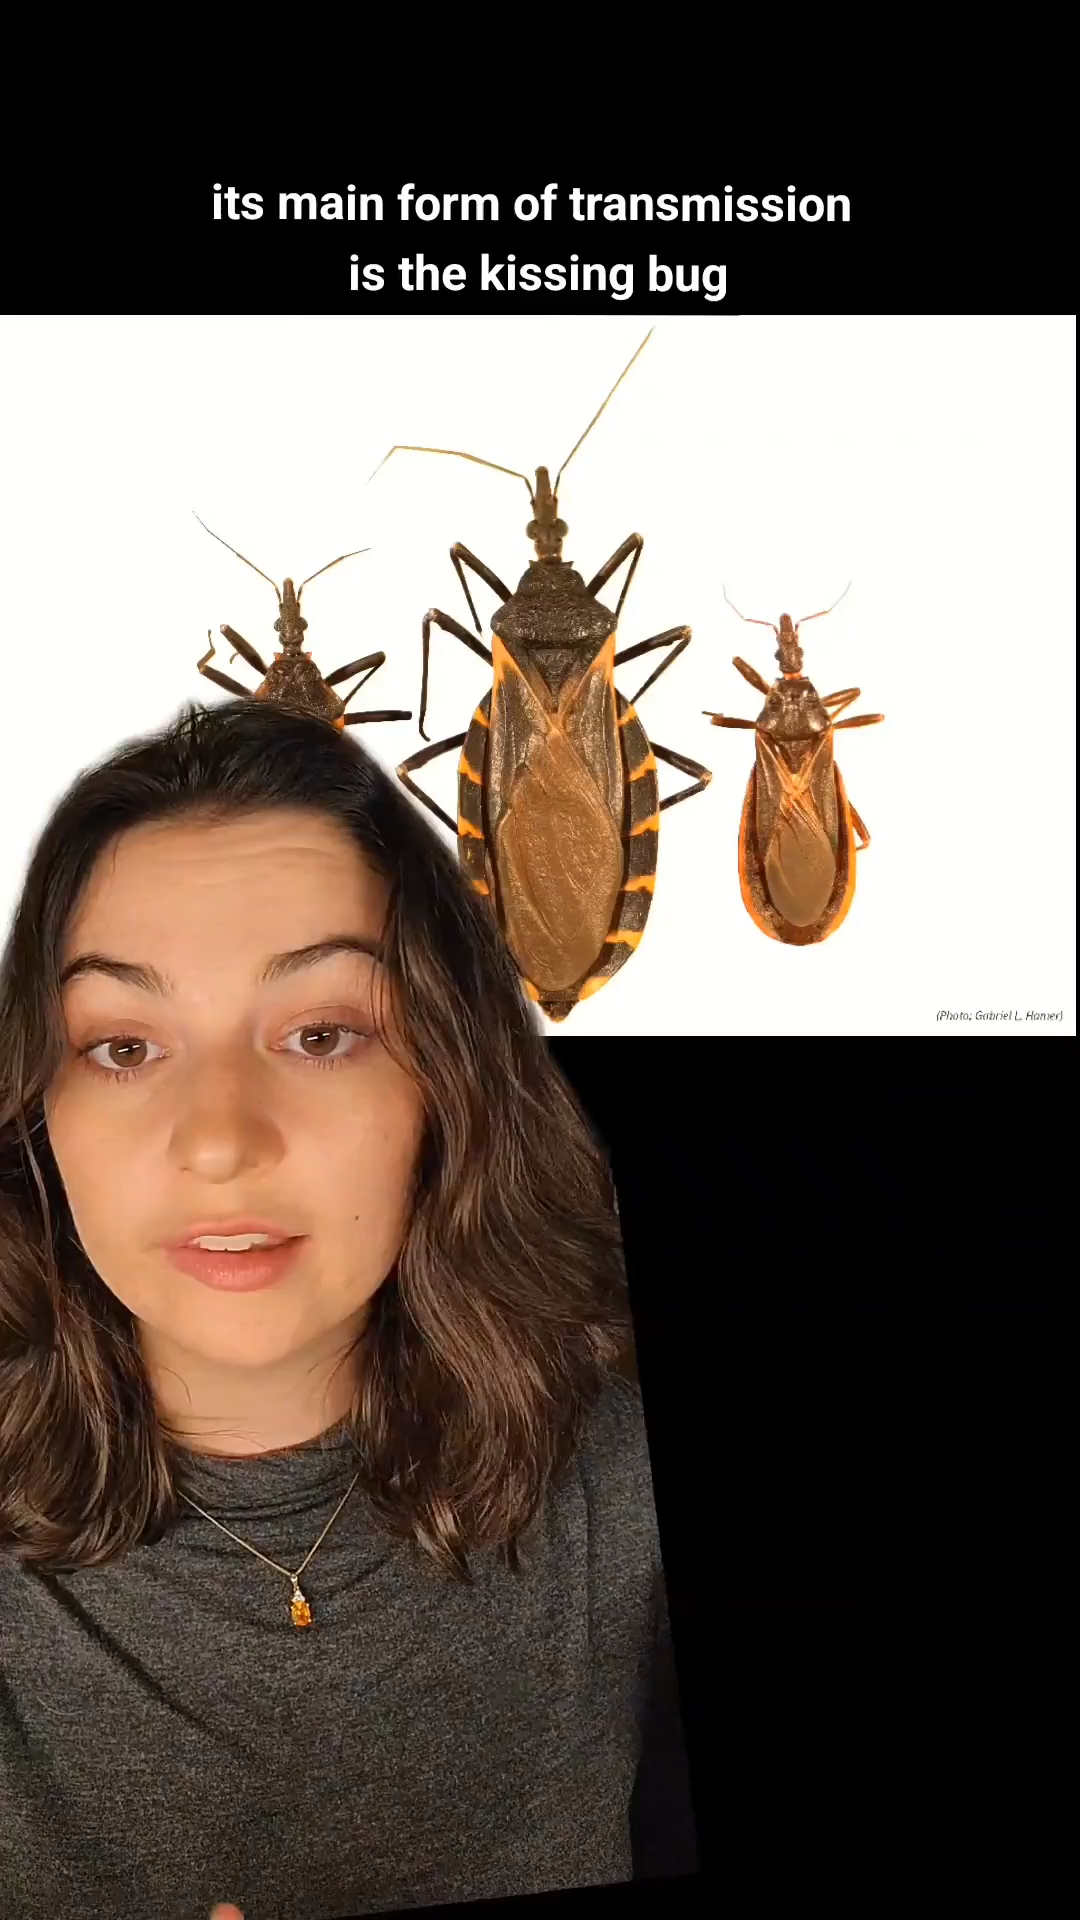 its main form of transmission
is the kissing bug
(Photo: Gabriel L. Hamer)